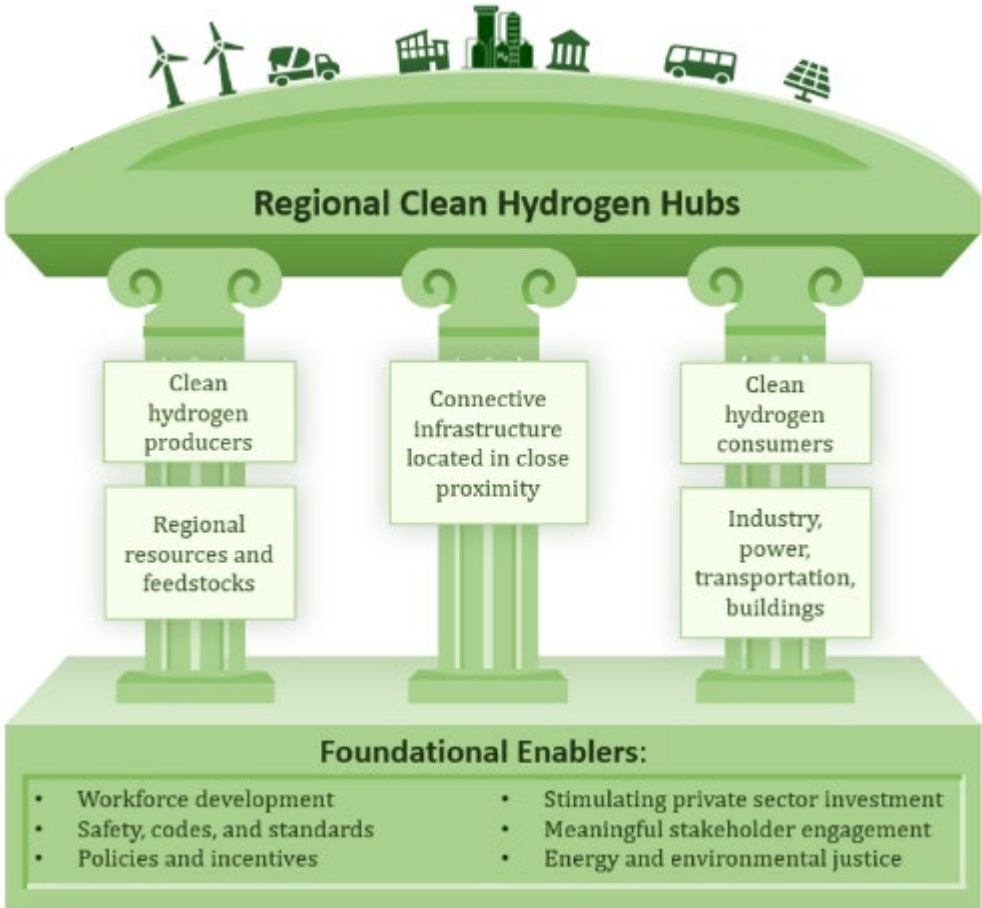 Regional Clean Hydrogen Hubs
Clean
hydrogen
producers
Regional
resources and
feedstocks
Connective
infrastructure
located in close
proximity
Clean
hydrogen
consumers
Industry,
power,
transportation,
buildings
Foundational Enablers:
• Workforce development
• Safety, codes, and standards
• Policies and incentives
• Stimulating private sector investment
• Meaningful stakeholder engagement
• Energy and environmental justice